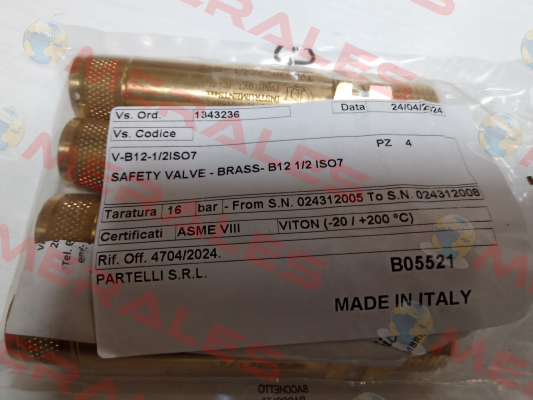 Vs. Ord. 1343236 Data 24/04/2024
Vs. Codice
V-B12-1/2ISO7 PZ 4
SAFETY VALVE - BRASS- B12 1/2 ISO7
Taratura 16 bar - From S.N. 024312005 To S.N. 024312008
Certificati ASME VIII VITON (-20 / +200 °C)
Rif. Off. 4704/2024.
PARTELLI S.R.L. B05521
MADE IN ITALY
SACCHETTO
MERALES